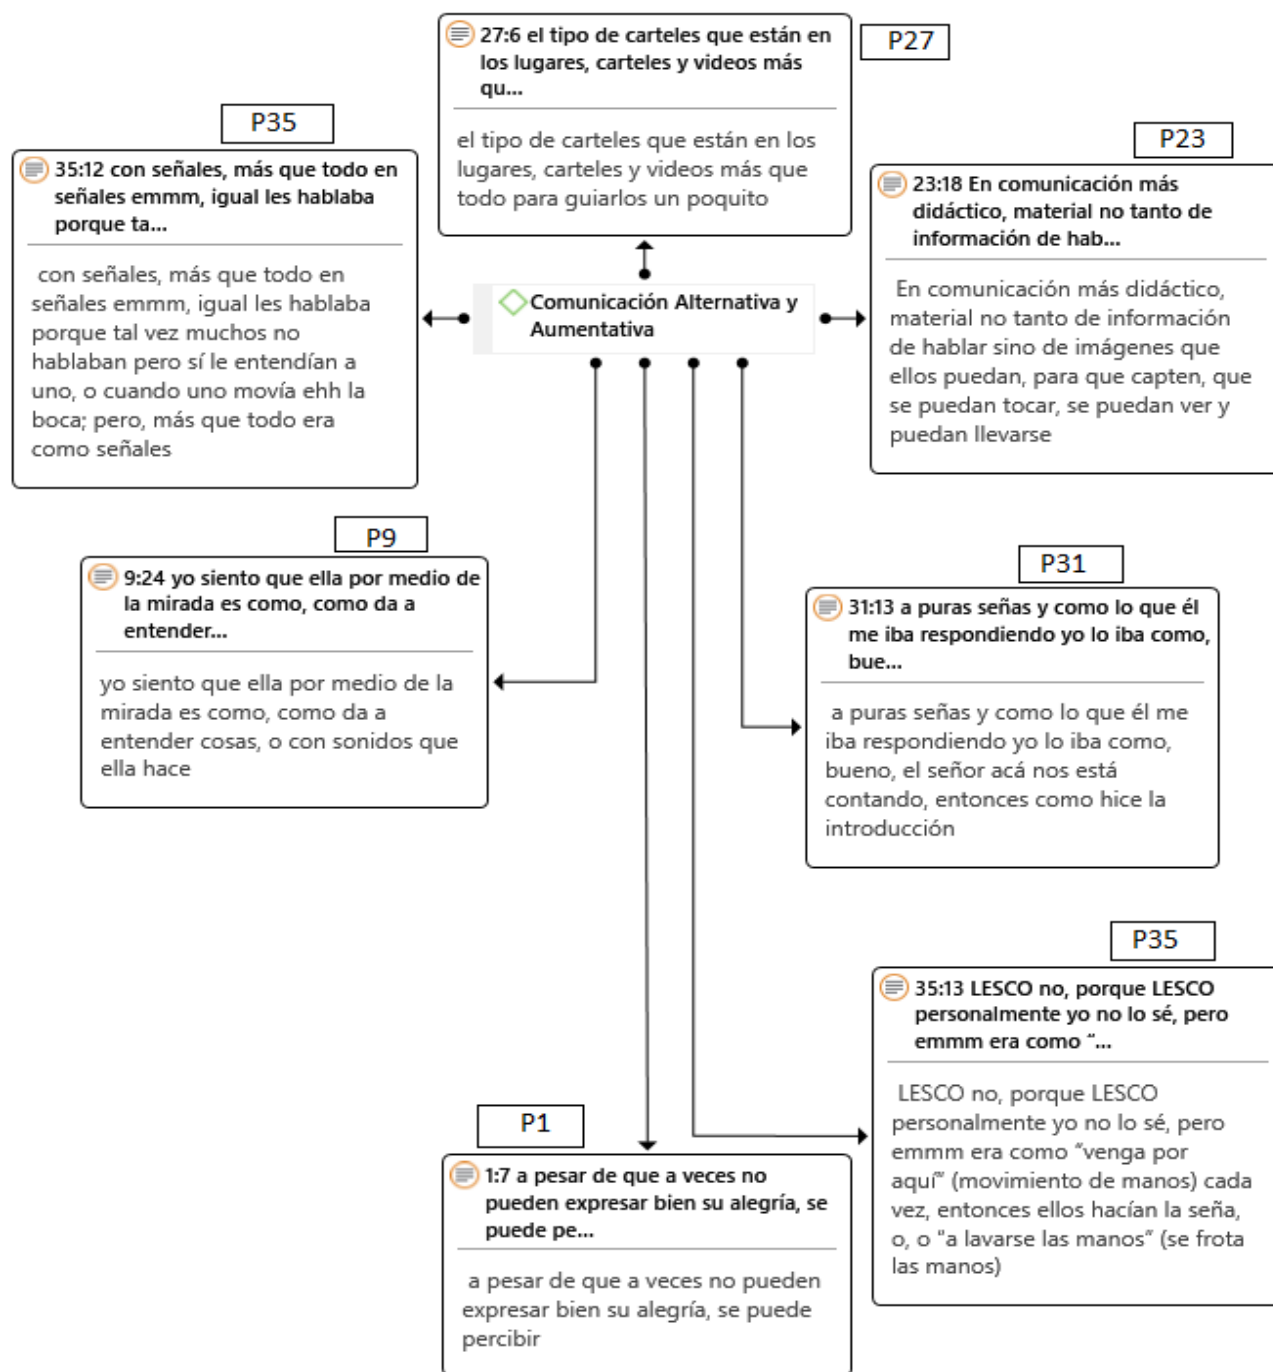 P27
27:6 el tipo de carteles que están en
los lugares, carteles y videos más
qu...
el tipo de carteles que están en los
lugares, carteles y videos más que
todo para guiarlos un poquito
P35
35:12 con señales, más que todo en
señales emmm, igual les hablaba
porque ta...
con señales, más que todo en
señales emmm, igual les hablaba
porque tal vez muchos no
hablaban pero sí le entendían a
uno, o cuando uno movía ehh la
boca; pero, más que todo era
como señales
P23
23:18 En comunicación más
didáctico, material no tanto de
información de hab...
En comunicación más didáctico,
material no tanto de información
de hablar sino de imágenes que
ellos puedan, para que capten, que
se puedan tocar, se puedan ver y
puedan llevarse
Comunicación Alternativa y
Aumentativa
P9
9:24 yo siento que ella por medio de
la mirada es como, como da a
entender...
yo siento que ella por medio de la
mirada es como, como da a
entender cosas, o con sonidos que
ella hace
P31
31:13 a puras señas y como lo que él
me iba respondiendo yo lo iba como,
bue...
a puras señas y como lo que él me
iba respondiendo yo lo iba como,
bueno, el señor acá nos está
contando, entonces como hice la
introducción
P35
35:13 LESCO no, porque LESCO
personalmente yo no lo sé, pero
emmm era como “...
LESCO no, porque LESCO
personalmente yo no lo sé, pero
emmm era como “venga por
aquí” (movimiento de manos) cada
vez, entonces ellos hacían la seña,
o, o “a lavarse las manos” (se frota
las manos)
P1
1:7 a pesar de que a veces no
pueden expresar bien su alegría, se
puede pe...
a pesar de que a veces no pueden
expresar bien su alegría, se puede
percibir